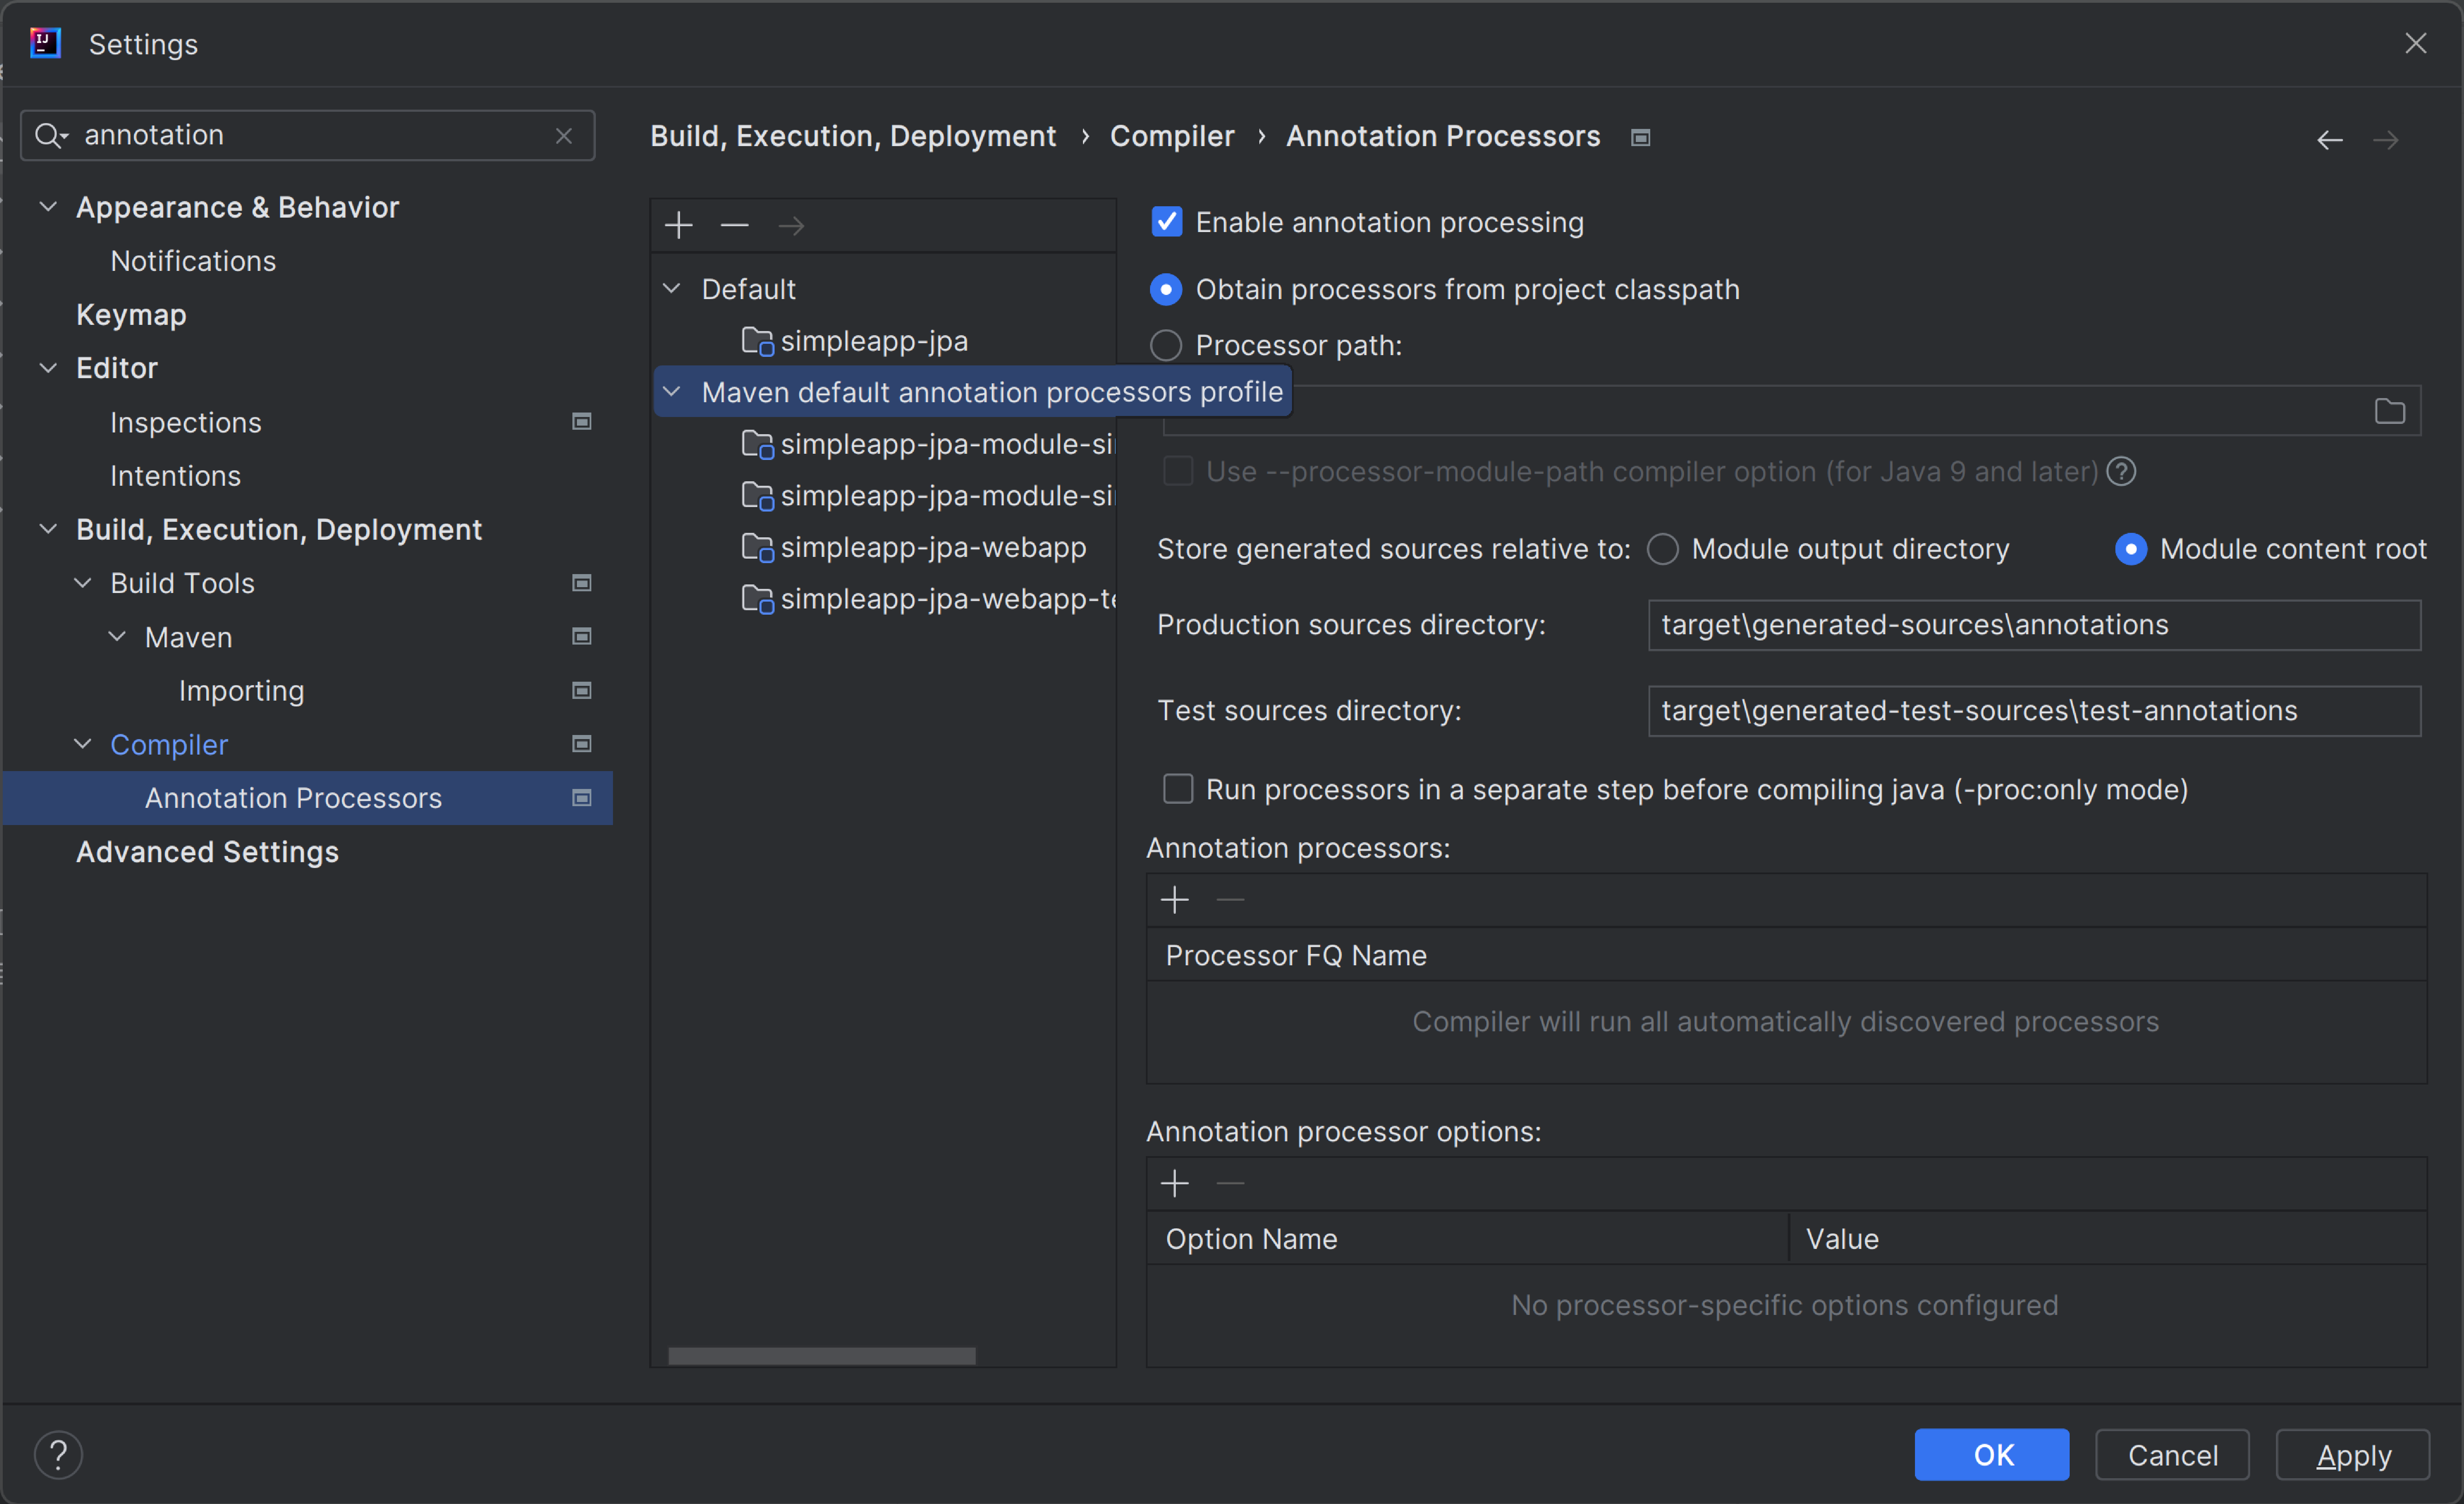 Settings
annotation
Appearance & Behavior
Notifications
Keymap
Editor
Inspections
Intentions
Build, Execution, Deployment
Build Tools
Maven
Importing
Compiler
Annotation Processors
Advanced Settings
Build, Execution, Deployment › Compiler › Annotation Processors
Default
simpleapp-jpa
Maven default annotation processors profile
simpleapp-jpa-module-si
simpleapp-jpa-module-si
simpleapp-jpa-webapp
simpleapp-jpa-webapp-te
Enable annotation processing
Obtain processors from project classpath
Processor path:
Use --processor-module-path compiler option (for Java 9 and later)
Store generated sources relative to: Module output directory Module content root
Production sources directory: target\generated-sources\annotations
Test sources directory: target\generated-test-sources\test-annotations
Run processors in a separate step before compiling java (-proc:only mode)
Annotation processors:
Processor FQ Name
Compiler will run all automatically discovered processors
Annotation processor options:
Option Name Value
No processor-specific options configured
? OK Cancel Apply